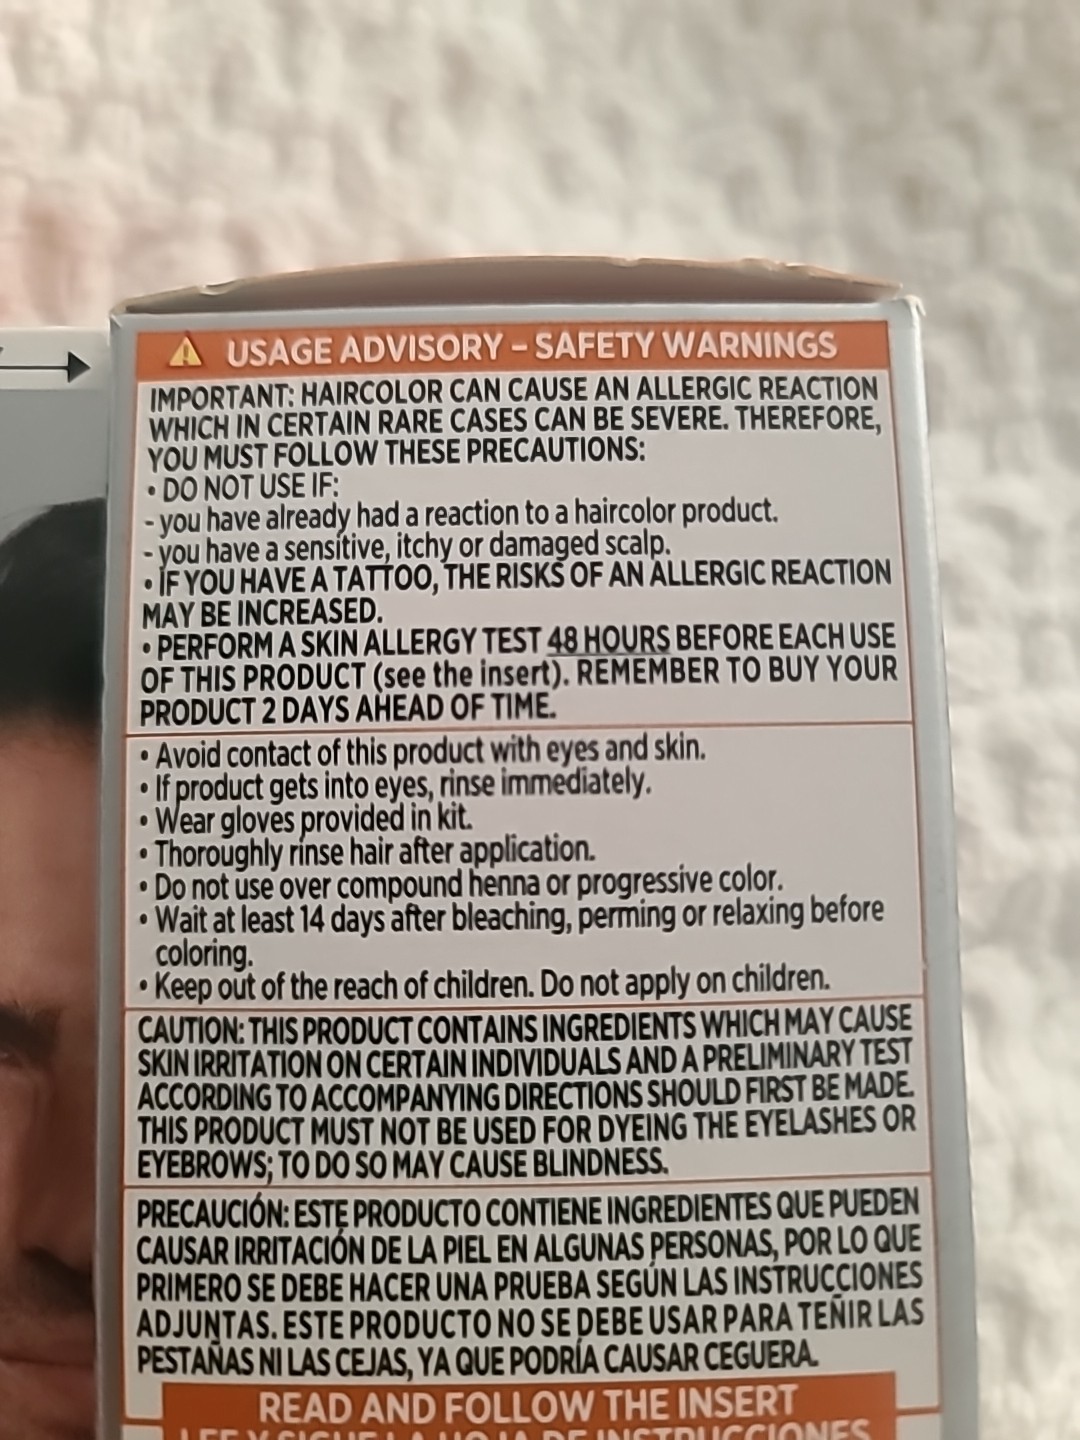 USAGE ADVISORY – SAFETY WARNINGS
IMPORTANT: HAIRCOLOR CAN CAUSE AN ALLERGIC REACTION
WHICH IN CERTAIN RARE CASES CAN BE SEVERE. THEREFORE,
YOU MUST FOLLOW THESE PRECAUTIONS:
• DO NOT USE IF:
- you have already had a reaction to a haircolor product.
- you have a sensitive, itchy or damaged scalp.
• IF YOU HAVE A TATTOO, THE RISKS OF AN ALLERGIC REACTION
MAY BE INCREASED.
• PERFORM A SKIN ALLERGY TEST 48 HOURS BEFORE EACH USE
OF THIS PRODUCT (see the insert). REMEMBER TO BUY YOUR
PRODUCT 2 DAYS AHEAD OF TIME.
• Avoid contact of this product with eyes and skin.
• If product gets into eyes, rinse immediately.
• Wear gloves provided in kit.
• Thoroughly rinse hair after application.
• Do not use over compound henna or progressive color.
• Wait at least 14 days after bleaching, perming or relaxing before
coloring.
• Keep out of the reach of children. Do not apply on children.
CAUTION: THIS PRODUCT CONTAINS INGREDIENTS WHICH MAY CAUSE
SKIN IRRITATION ON CERTAIN INDIVIDUALS AND A PRELIMINARY TEST
ACCORDING TO ACCOMPANYING DIRECTIONS SHOULD FIRST BE MADE.
THIS PRODUCT MUST NOT BE USED FOR DYEING THE EYELASHES OR
EYEBROWS; TO DO SO MAY CAUSE BLINDNESS.
PRECAUCIÓN: ESTE PRODUCTO CONTIENE INGREDIENTES QUE PUEDEN
CAUSAR IRRITACIÓN DE LA PIEL EN ALGUNAS PERSONAS, POR LO QUE
PRIMERO SE DEBE HACER UNA PRUEBA SEGÚN LAS INSTRUCCIONES
ADJUNTAS. ESTE PRODUCTO NO SE DEBE USAR PARA TEÑIR LAS
PESTAÑAS NI LAS CEJAS, YA QUE PODRÍA CAUSAR CEGUERA.
READ AND FOLLOW THE INSERT
LEE Y SIGUE LA HOJA DE INSTRUCCIONES